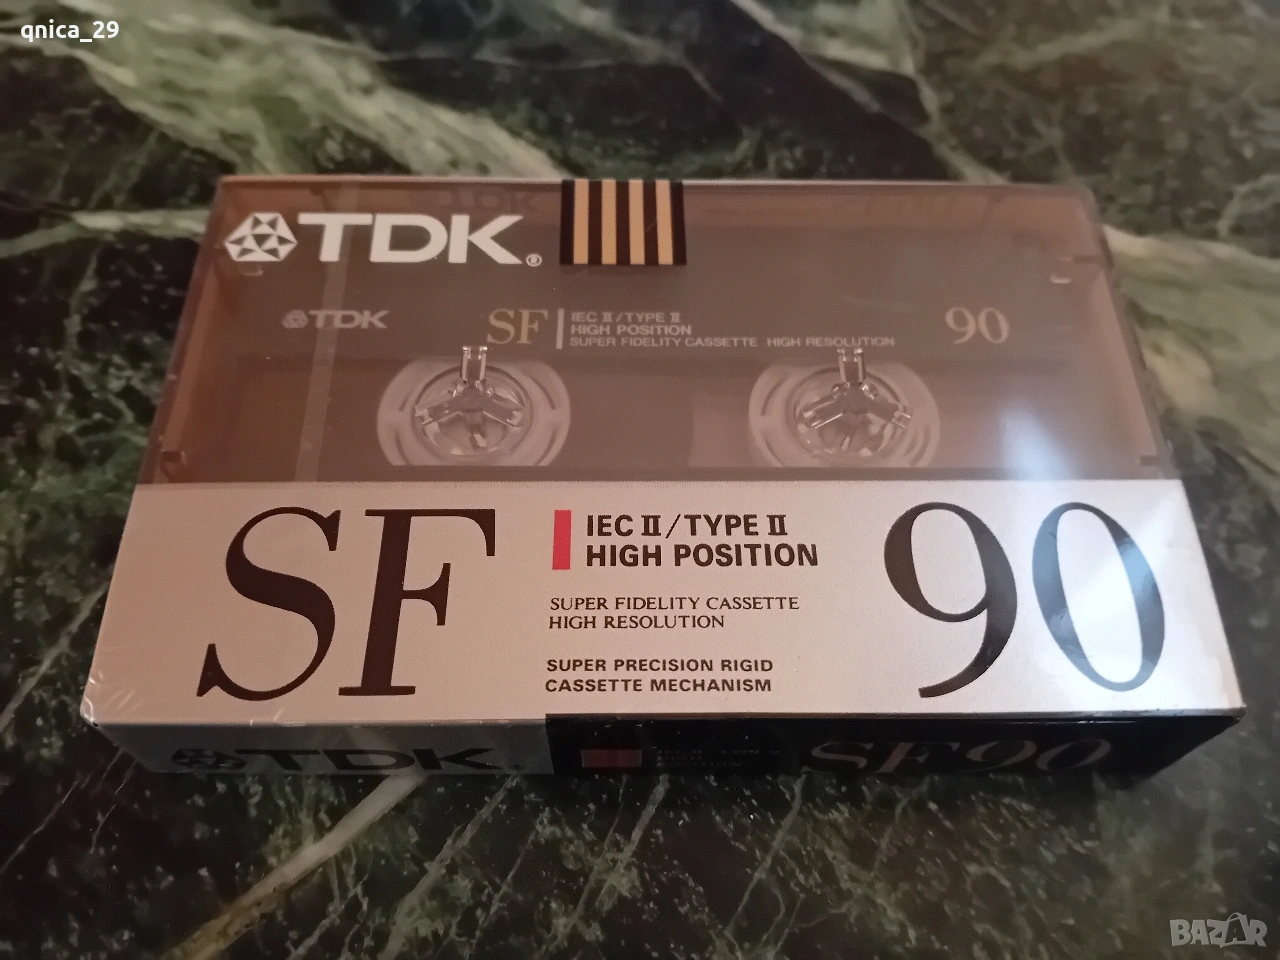 qnica_29
TDK®
TDK SF IEC II/TYPE II 90
HIGH POSITION
SUPER FIDELITY CASSETTE HIGH RESOLUTION
SF IEC II/TYPE II 90
HIGH POSITION
SUPER FIDELITY CASSETTE
HIGH RESOLUTION
SUPER PRECISION RIGID
CASSETTE MECHANISM
TDK SF90
BAZAR